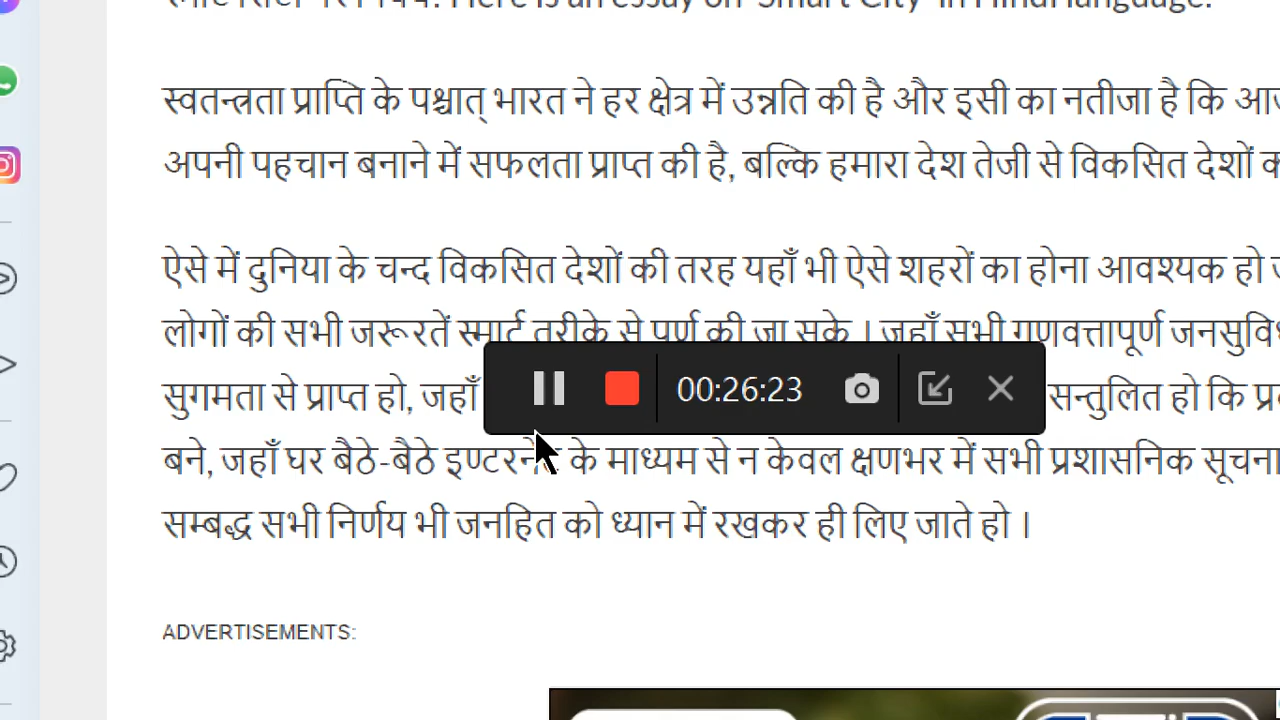 in Hindi language.
स्वतन्त्रता प्राप्ति के पश्चात् भारत ने हर क्षेत्र में उन्नति की है और इसी का नतीजा है कि
अपनी पहचान बनाने में सफलता प्राप्त की है, बल्कि हमारा देश तेजी से विकसित देशों
ऐसे में दुनिया के चन्द विकसित देशों की तरह यहाँ भी ऐसे शहरों का होना आवश्यक हो
लोगों की सभी जरूरतें स्मार्ट तरीके से पूर्ण की जा सके । जहाँ सभी गुणवत्तापूर्ण
सुगमता से प्राप्त हो, जहाँ 00:26:23 सन्तुलित हो कि
बने, जहाँ घर बैठे-बैठे इण्टरनेट के माध्यम से न केवल क्षणभर में सभी प्रशासनिक
सम्बद्ध सभी निर्णय भी जनहित को ध्यान में रखकर ही लिए जाते हो ।
ADVERTISEMENTS: